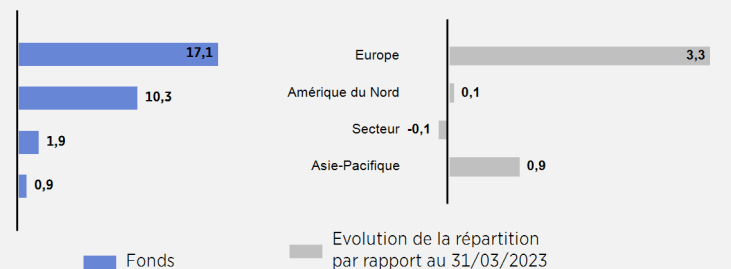 17,1
Europe 3,3
10,3
Amérique du Nord 0,1
Secteur -0,1
1,9
Asie-Pacifique 0,9
0,9
Evolution de la répartition
par rapport au 31/03/2023
Fonds